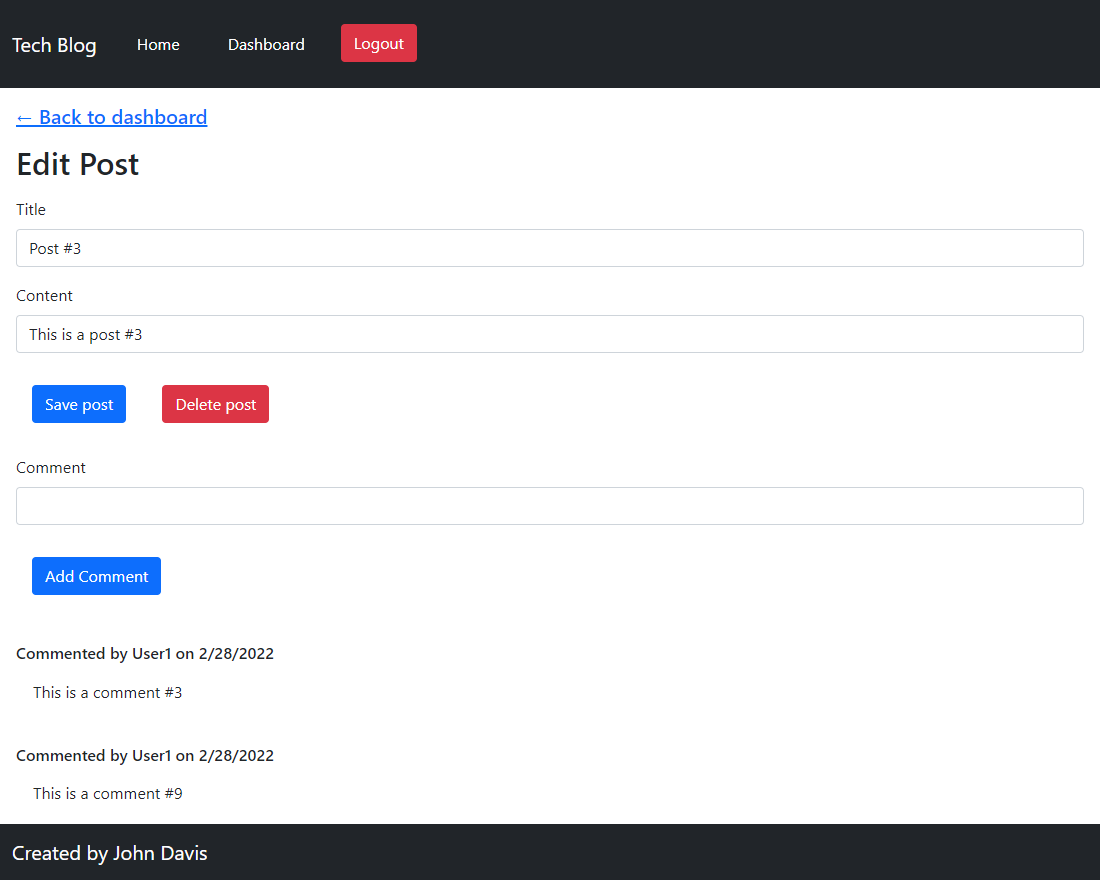 Tech Blog Home Dashboard Logout
← Back to dashboard
Edit Post
Title
Post #3
Content
This is a post #3
Save post Delete post
Comment
Add Comment
Commented by User1 on 2/28/2022
This is a comment #3
Commented by User1 on 2/28/2022
This is a comment #9
Created by John Davis